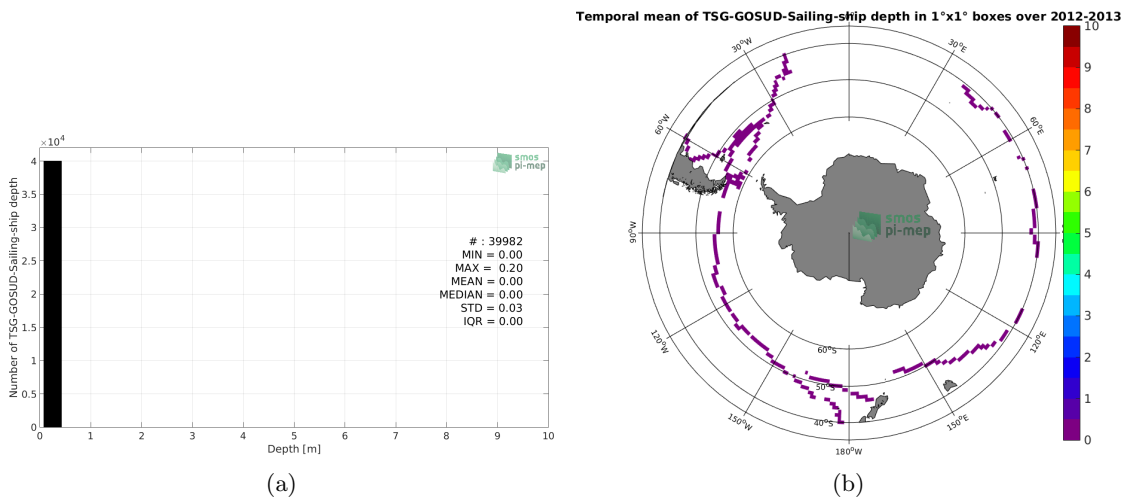 ×10⁴
4
3.5
3
2.5
2
1.5
1
0.5
0
0 1 2 3 4 5 6 7 8 9 10
Number of TSG-GOSUD-Sailing-ship depth
Depth [m]
smos
pi-mep
# : 39982
MIN = 0.00
MAX = 0.20
MEAN = 0.00
MEDIAN = 0.00
STD = 0.03
IQR = 0.00
(a)
Temporal mean of TSG-GOSUD-Sailing-ship depth in 1°x1° boxes over 2012-2013
30°W
30°E
60°W
60°E
90°W
120°W
120°E
150°W
150°E
180°W
60°S
50°S
40°S
smos
pi-mep
10
9
8
7
6
5
4
3
2
1
0
(b)